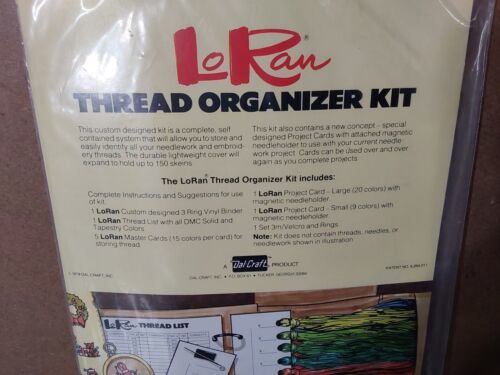 LoRan®
THREAD ORGANIZER KIT
This custom designed kit is a complete, self
contained system that will allow you to store and
easily identify all your needlework and embroid-
ery threads. The durable lightweight cover will
expand to hold up to 150 skeins.
This kit also contains a new concept – special
designed Project Cards with attached magnetic
needleholder to use with your current needle
work project. Cards can be used over and over
again as you complete projects.
The LoRan® Thread Organizer Kit includes:
Complete Instructions and Suggestions for use
of kit.
1 LoRan Custom designed 3 Ring Vinyl Binder
1 LoRan Thread List with all DMC Solid and
Tapestry Colors
5 LoRan Master Cards (15 colors per card) for
storing thread.
1 LoRan Project Card – Large (20 colors) with
magnetic needleholder.
1 LoRan Project Card – Small (9 colors) with
magnetic needleholder.
1 Set 3m/Velcro and Rings
Note: Kit does not contain threads, needles, or
needlework shown in illustration
A Dal Craft PRODUCT
DAL CRAFT, INC. P.O. BOX 61 TUCKER, GEORGIA 30084
DAL CRAFT, INC.
LoRan THREAD LIST